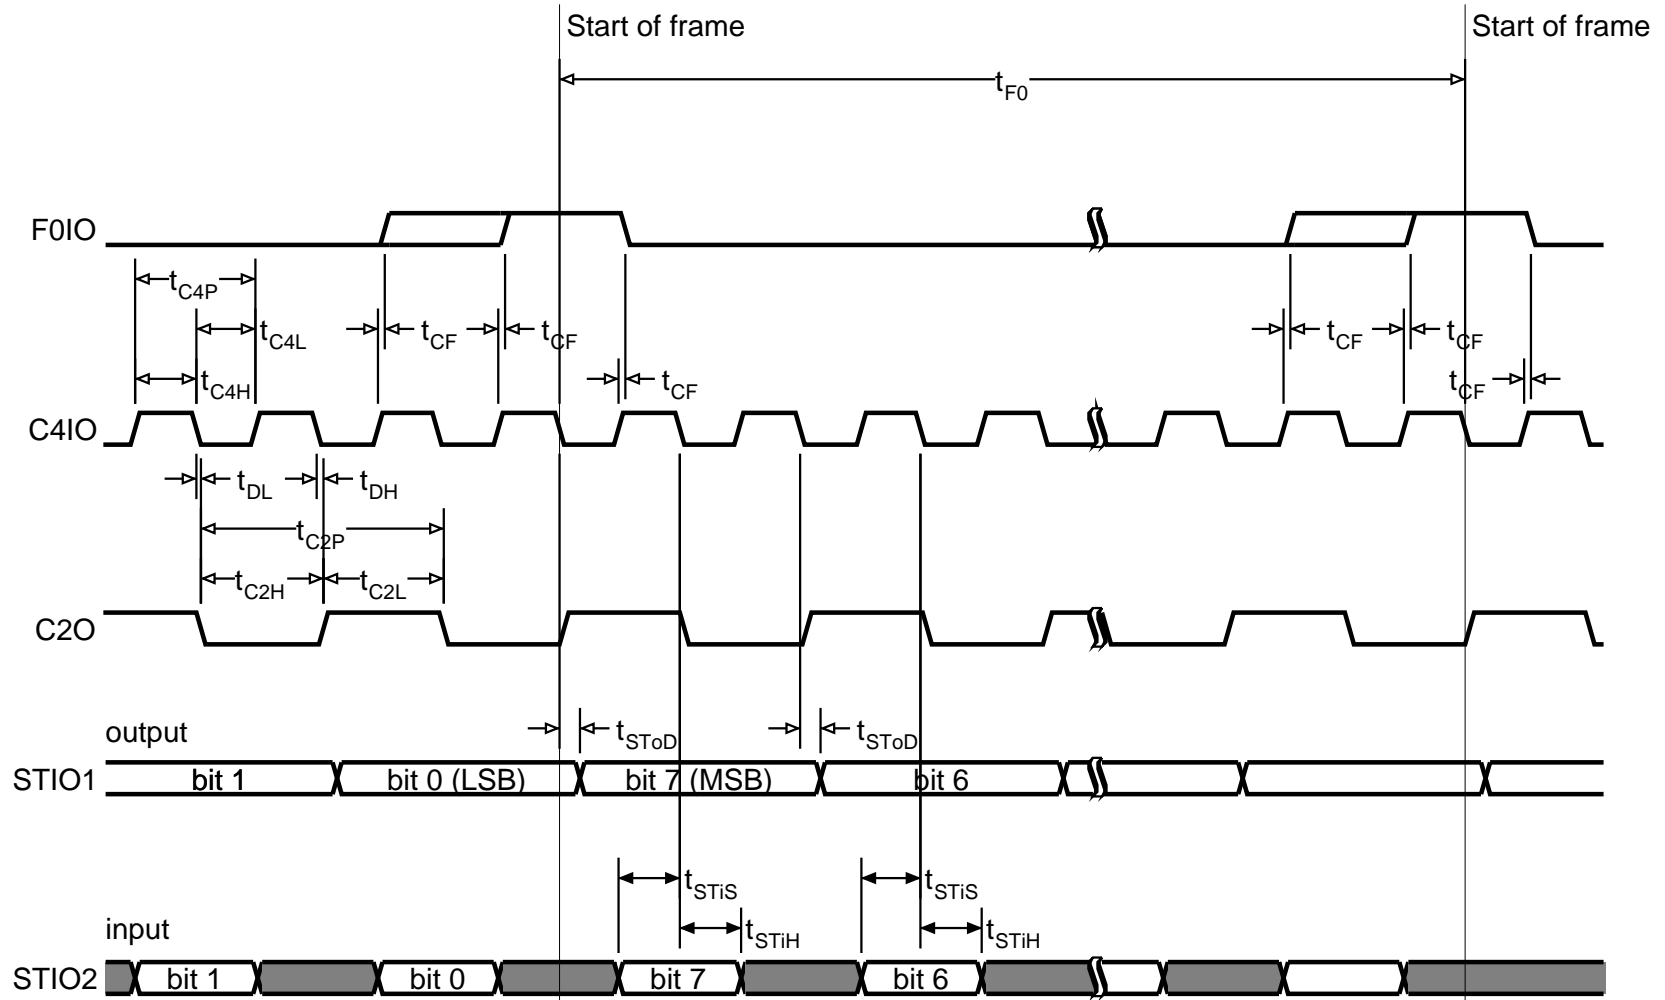 Start of frame
Start of frame
tF0
F0IO
tC4P
tC4L
tCF
tCF
tCF
tCF
tC4H
tCF
tCF
C4IO
tDL
tDH
tC2P
tC2H
tC2L
C2O
output
tSToD
tSToD
STIO1
bit 1
bit 0 (LSB)
bit 7 (MSB)
bit 6
tSTiS
tSTiS
input
tSTiH
tSTiH
STIO2
bit 1
bit 0
bit 7
bit 6